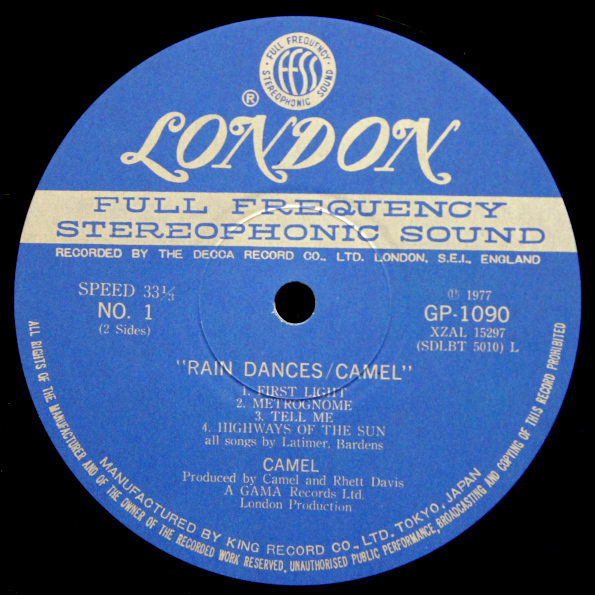 FULL FREQUENCY
FFSS
STEREOPHONIC SOUND
®
LONDON
FULL FREQUENCY
STEREOPHONIC SOUND
RECORDED BY THE DECCA RECORD CO., LTD. LONDON, S.E.I., ENGLAND
SPEED 33⅓
NO. 1
(2 Sides)
℗ 1977
GP-1090
XZAL 15297
(SDLBT 5010) L
"RAIN DANCES/CAMEL"
1. FIRST LIGHT
2. METROGNOME
3. TELL ME
4. HIGHWAYS OF THE SUN
all songs by Latimer, Bardens
CAMEL
Produced by Camel and Rhett Davis
A GAMA Records Ltd.
London Production
MANUFACTURED BY KING RECORD CO., LTD. TOKYO, JAPAN
ALL RIGHTS OF THE MANUFACTURER AND OF THE OWNER OF THE RECORDED WORK RESERVED, UNAUTHORISED PUBLIC PERFORMANCE, BROADCASTING AND COPYING OF THIS RECORD PROHIBITED